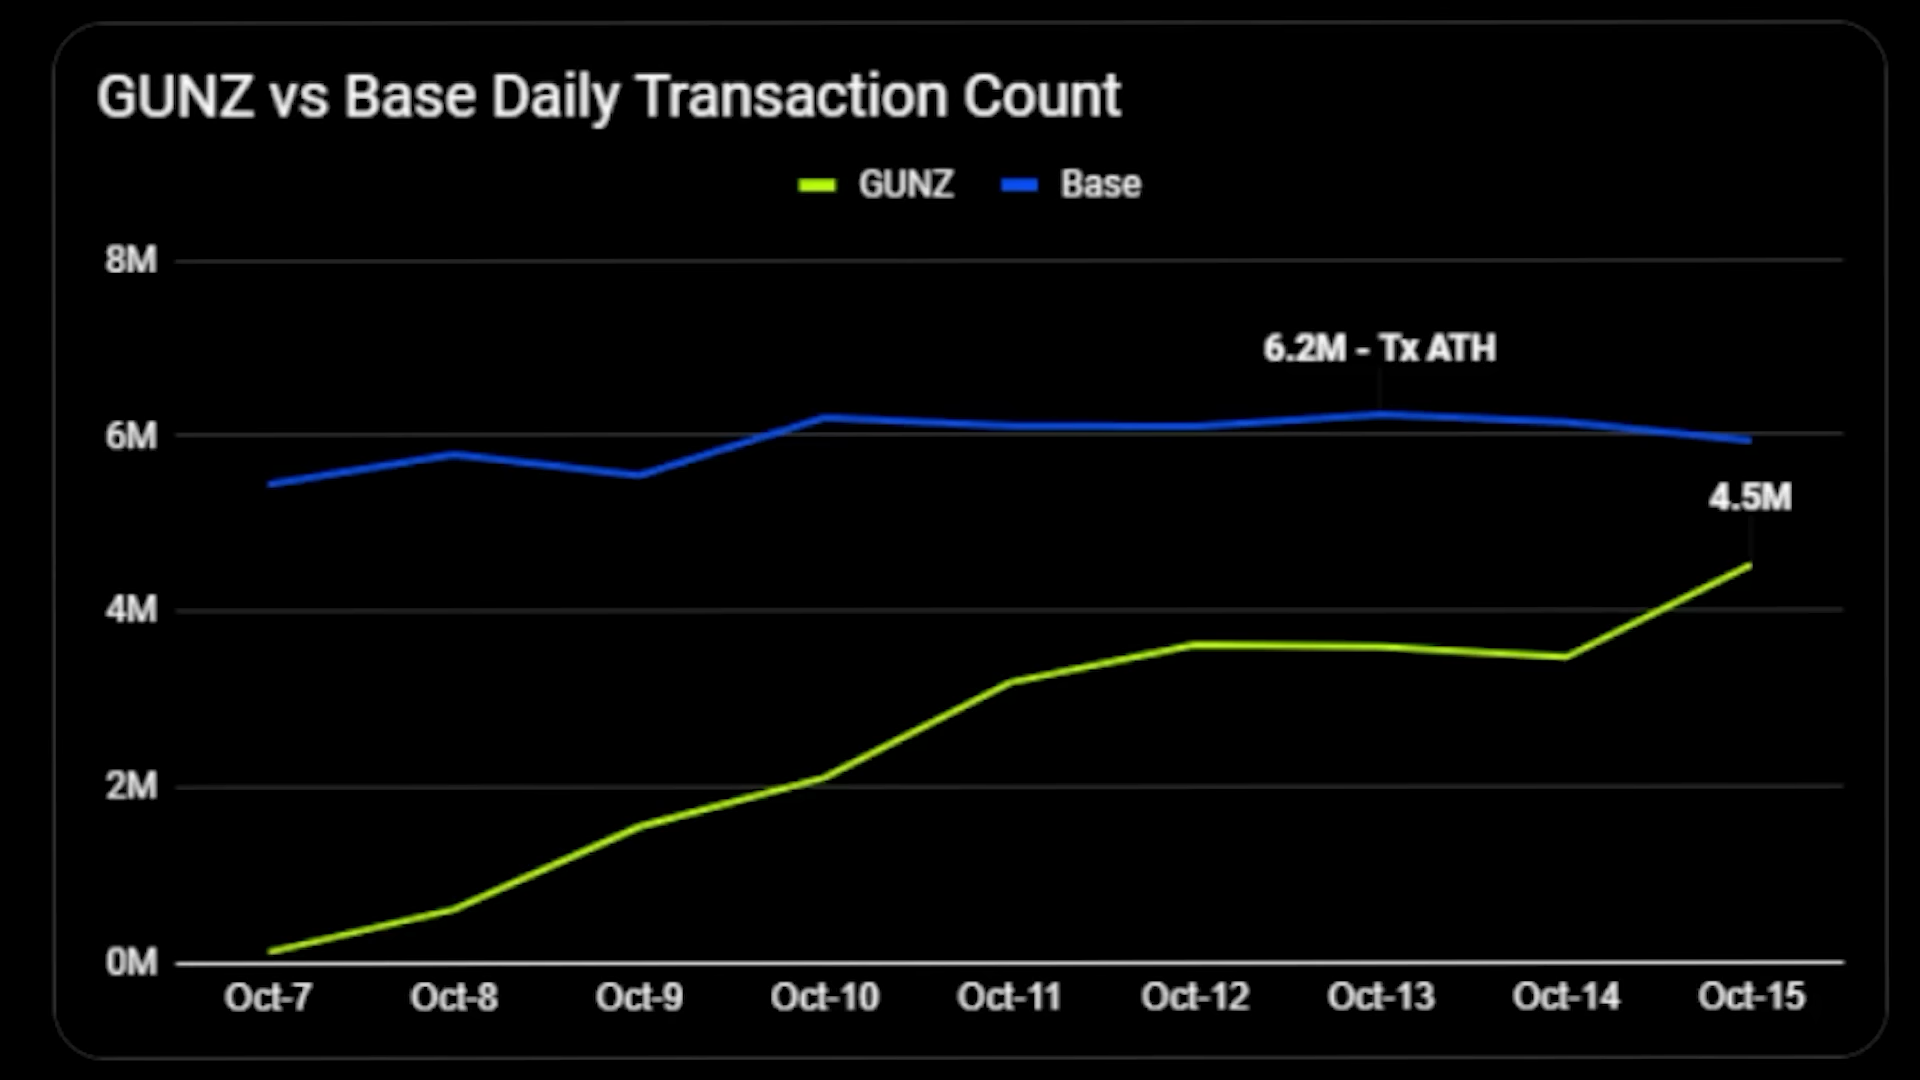 GUNZ vs Base Daily Transaction Count
GUNZ Base
8M
6.2M - Tx ATH
6M
4.5M
4M
2M
0M
Oct-7 Oct-8 Oct-9 Oct-10 Oct-11 Oct-12 Oct-13 Oct-14 Oct-15